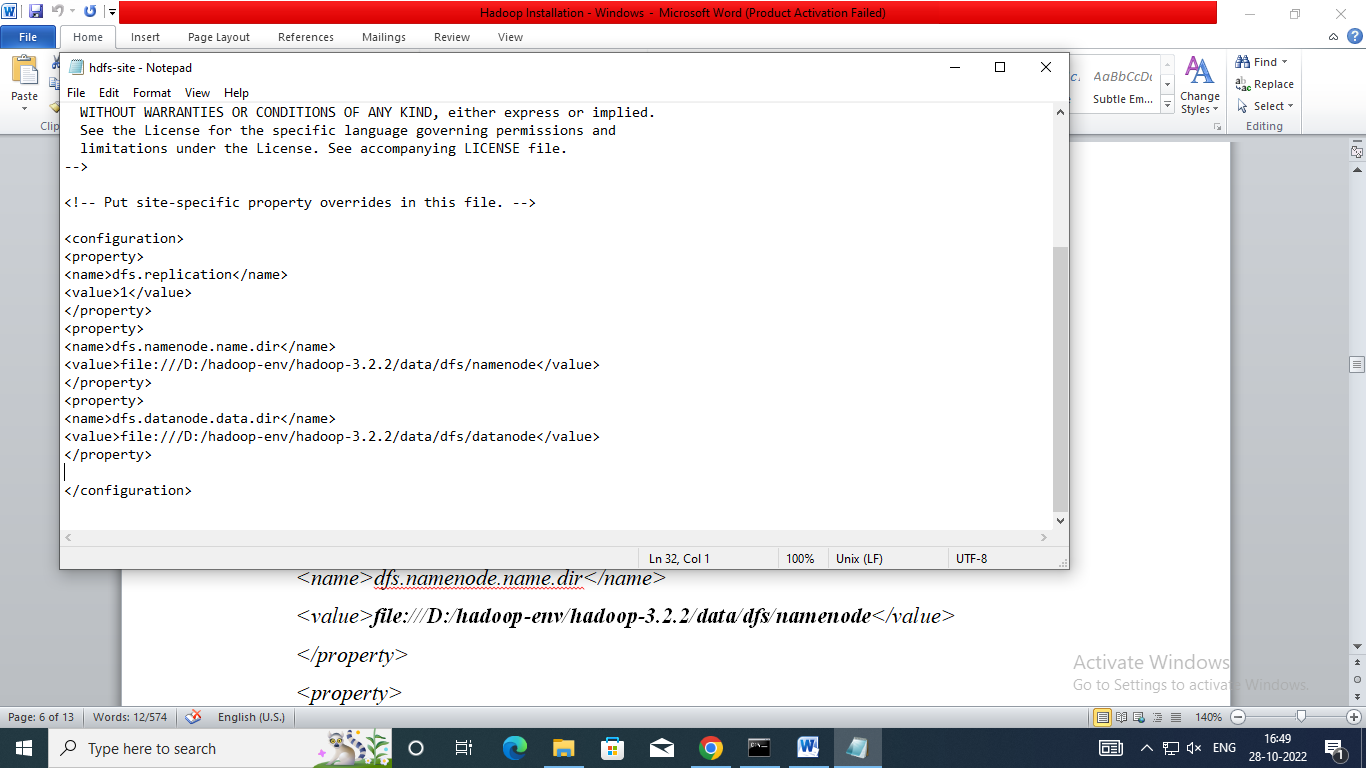 Hadoop Installation - Windows - Microsoft Word (Product Activation Failed)
File Home Insert Page Layout References Mailings Review View
hdfs-site - Notepad
File Edit Format View Help
Paste
Clip
AaBbCcDc
Subtle Em...
Change
Styles
Find
Replace
Select
Editing
WITHOUT WARRANTIES OR CONDITIONS OF ANY KIND, either express or implied.
See the License for the specific language governing permissions and
limitations under the License. See accompanying LICENSE file.
-->
<!-- Put site-specific property overrides in this file. -->
<configuration>
<property>
<name>dfs.replication</name>
<value>1</value>
</property>
<property>
<name>dfs.namenode.name.dir</name>
<value>file:///D:/hadoop-env/hadoop-3.2.2/data/dfs/namenode</value>
</property>
<property>
<name>dfs.datanode.data.dir</name>
<value>file:///D:/hadoop-env/hadoop-3.2.2/data/dfs/datanode</value>
</property>
</configuration>
Ln 32, Col 1 100% Unix (LF) UTF-8
<name>dfs.namenode.name.dir</name>
<value>file:///D:/hadoop-env/hadoop-3.2.2/data/dfs/namenode</value>
</property>
<property>
Activate Windows
Go to Settings to activate Windows.
Page: 6 of 13 Words: 12/574 English (U.S.) 140%
Type here to search
ENG
16:49
28-10-2022
1